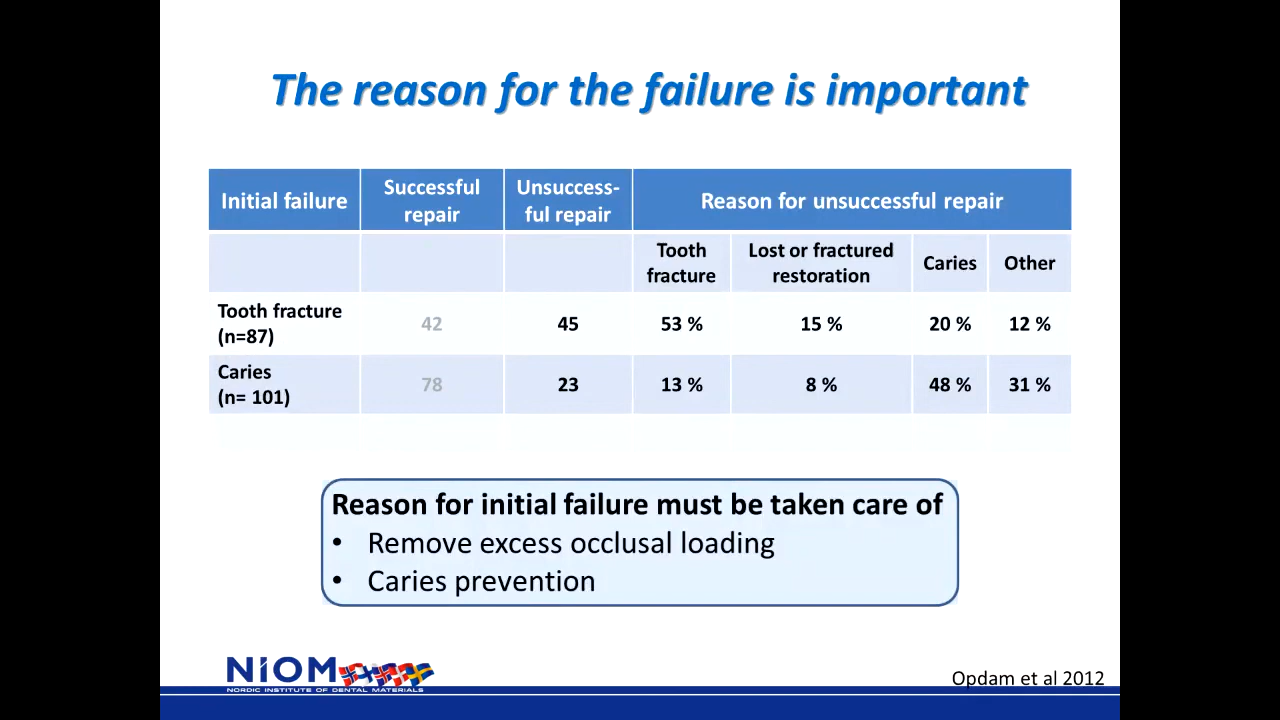 The reason for the failure is important
Initial failure
Successful
repair
Unsuccess-
ful repair
Reason for unsuccessful repair
Tooth
fracture
Lost or fractured
restoration
Caries
Other
Tooth fracture
(n=87)
42
45
53 %
15 %
20 %
12 %
Caries
(n= 101)
78
23
13 %
8 %
48 %
31 %
Reason for initial failure must be taken care of
• Remove excess occlusal loading
• Caries prevention
NIOM
NORDIC INSTITUTE OF DENTAL MATERIALS
Opdam et al 2012